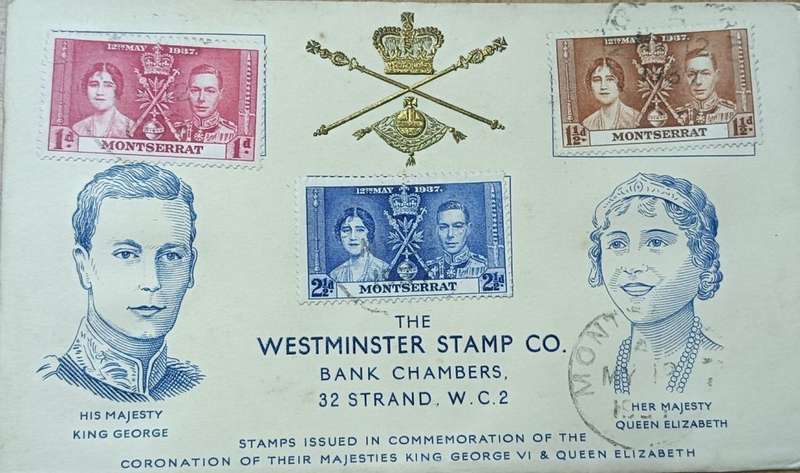 12TH MAY 1937.
1d. 1d.
MONTSERRAT
12TH MAY 1937.
1½d. 1½d.
MONTSERRAT
12TH MAY 1937.
2½d. 2½d.
MONTSERRAT
THE
WESTMINSTER STAMP CO.
BANK CHAMBERS,
32 STRAND, W.C.2
HIS MAJESTY
KING GEORGE
HER MAJESTY
QUEEN ELIZABETH
MY 12
STAMPS ISSUED IN COMMEMORATION OF THE
CORONATION OF THEIR MAJESTIES KING GEORGE VI & QUEEN ELIZABETH